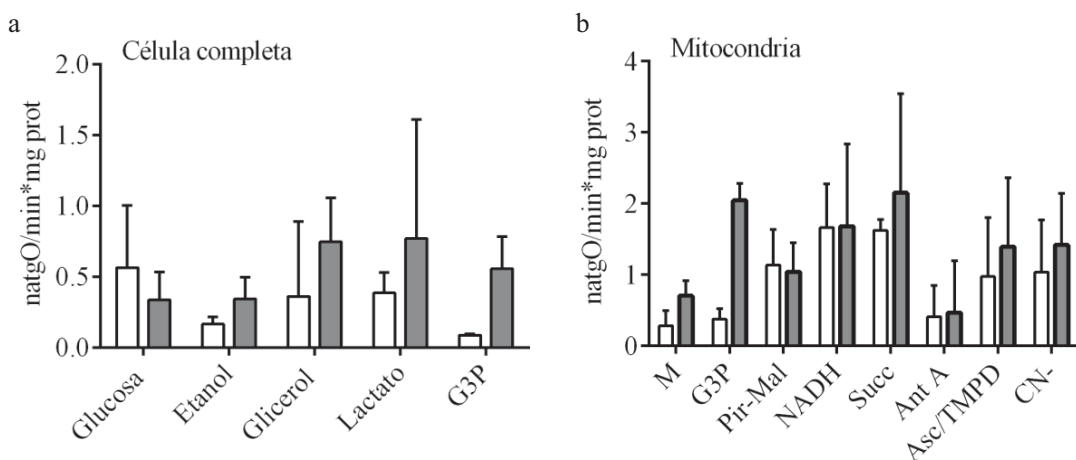 a
Célula completa
natgO/min*mg prot
2.0
1.5
1.0
0.5
0.0
Glucosa
Etanol
Glicerol
Lactato
G3P
b
Mitocondria
natgO/min*mg prot
4
3
2
1
0
M
G3P
Pir-Mal
NADH
Succ
Ant A
Asc/TMPD
CN-